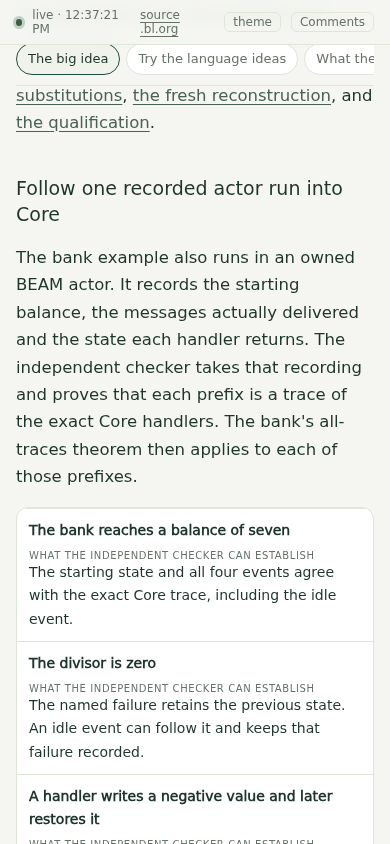 live · 12:37:21 PM
source .bl.org
theme
Comments
The big idea
Try the language ideas
What the
substitutions, the fresh reconstruction, and
the qualification.
Follow one recorded actor run into
Core
The bank example also runs in an owned
BEAM actor. It records the starting
balance, the messages actually delivered
and the state each handler returns. The
independent checker takes that recording
and proves that each prefix is a trace of
the exact Core handlers. The bank's all-
traces theorem then applies to each of
those prefixes.
The bank reaches a balance of seven
WHAT THE INDEPENDENT CHECKER CAN ESTABLISH
The starting state and all four events agree
with the exact Core trace, including the idle
event.
The divisor is zero
WHAT THE INDEPENDENT CHECKER CAN ESTABLISH
The named failure retains the previous state.
An idle event can follow it and keeps that
failure recorded.
A handler writes a negative value and later
restores it
WHAT THE INDEPENDENT CHECKER CAN ESTABLISH